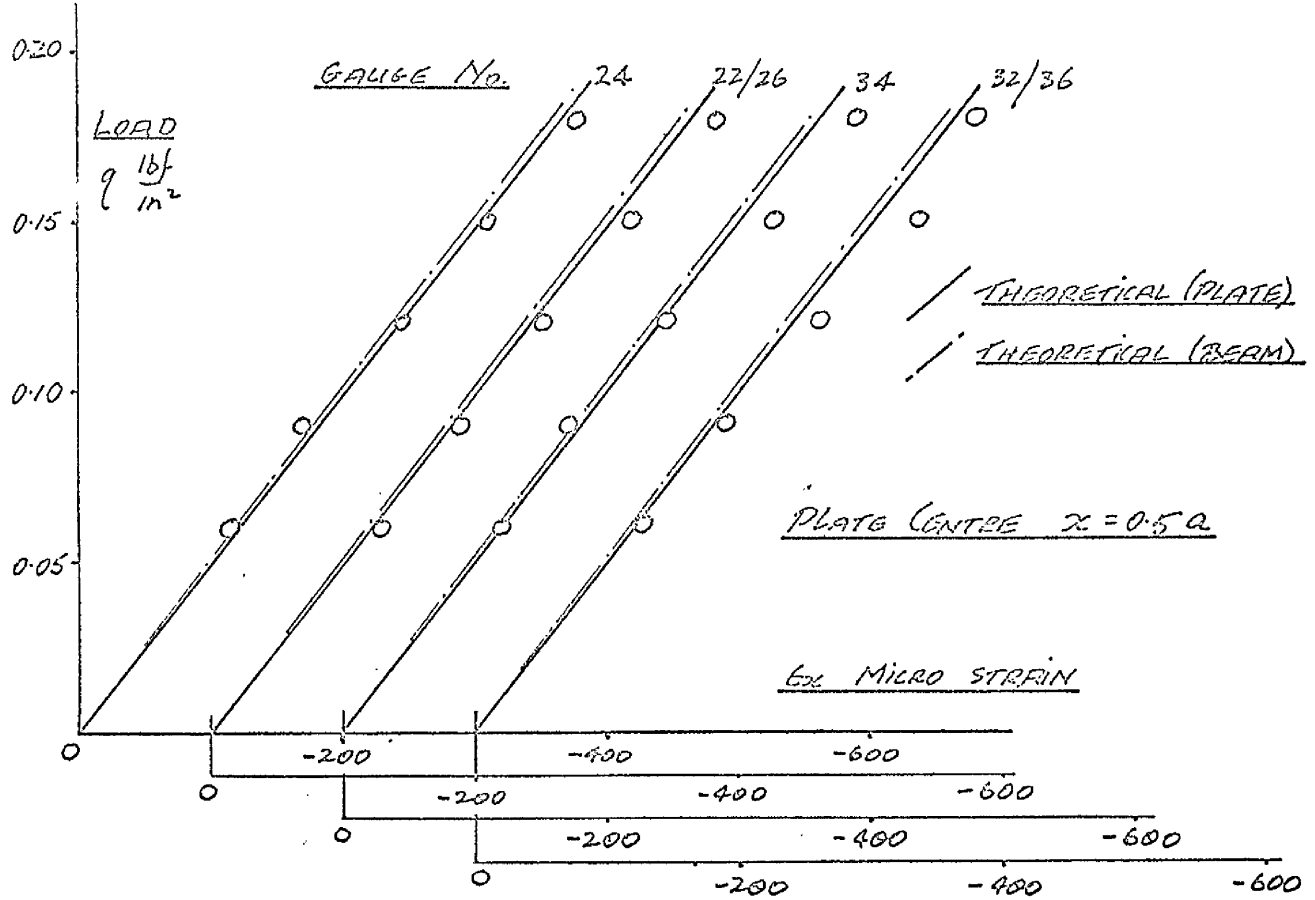 0.20
GAUGE No. 24 22/26 34 32/36
LOAD
q lbf/in²
0.15
THEORETICAL (PLATE)
THEORETICAL (BEAM)
0.10
PLATE CENTRE x = 0.5 a
0.05
Ɛx MICRO STRAIN
0 -200 -400 -600
0 -200 -400 -600
0 -200 -400 -600
0 -200 -400 -600